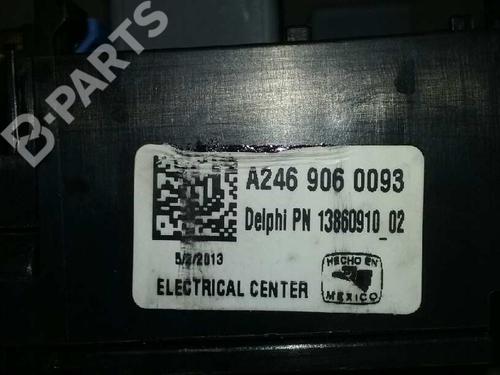 B-PARTS
A246 906 0093
Delphi PN 13860910_02
5/2/2013
HECHO EN
MEXICO
ELECTRICAL CENTER